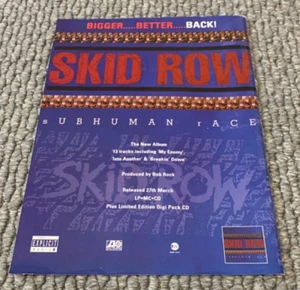 BIGGER.....BETTER.....BACK!
SKID ROW
sUBHUMAN rACE
The New Album
13 tracks including 'My Enemy',
'Into Another' & 'Breakin' Down'
Produced by Bob Rock
Released 27th March
LP•MC•CD
Plus Limited Edition Digi Pack CD
SKID ROW
EXPLICIT
SKID ROW